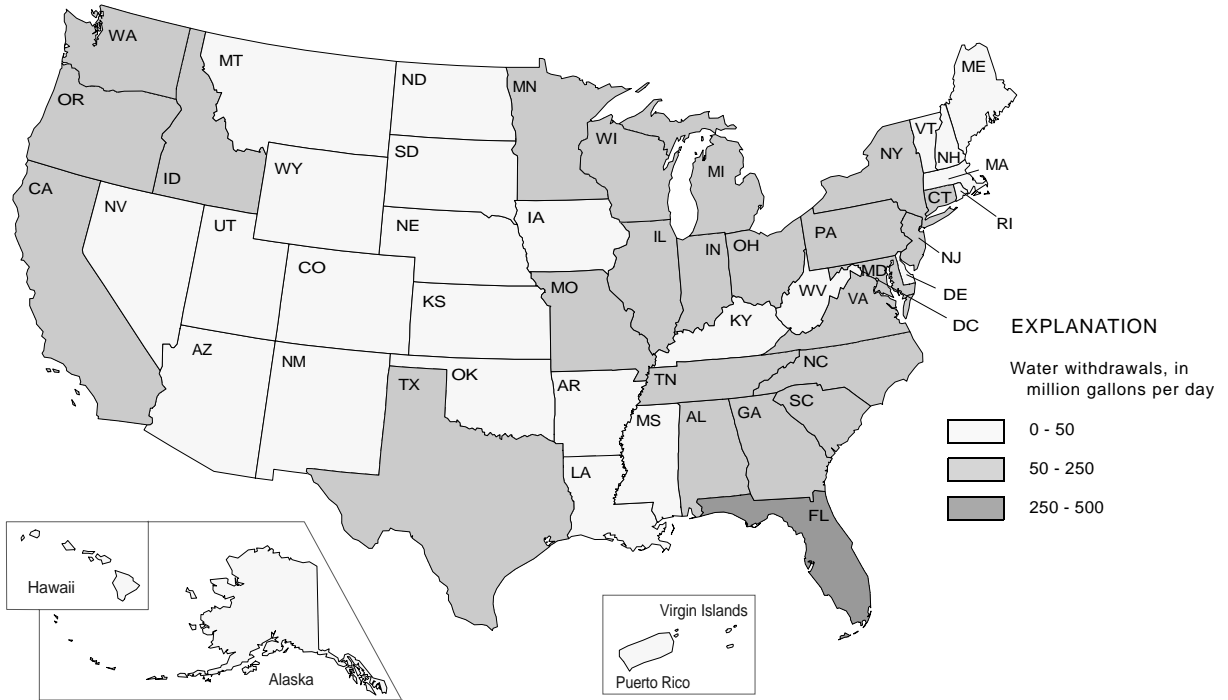 WA
MT
ND
MN
ME
OR
VT
WI
NY
NH
SD
MA
WY
MI
ID
CA
CT
NV
IA
RI
UT
NE
PA
IL
IN
OH
NJ
CO
MD
MO
WV
DE
VA
KS
DC
KY
EXPLANATION
AZ
NM
NC
Water withdrawals, in
million gallons per day
OK
TX
TN
AR
SC
MS
AL
GA
0 - 50
LA
50 - 250
250 - 500
FL
Hawaii
Alaska
Virgin Islands
Puerto Rico